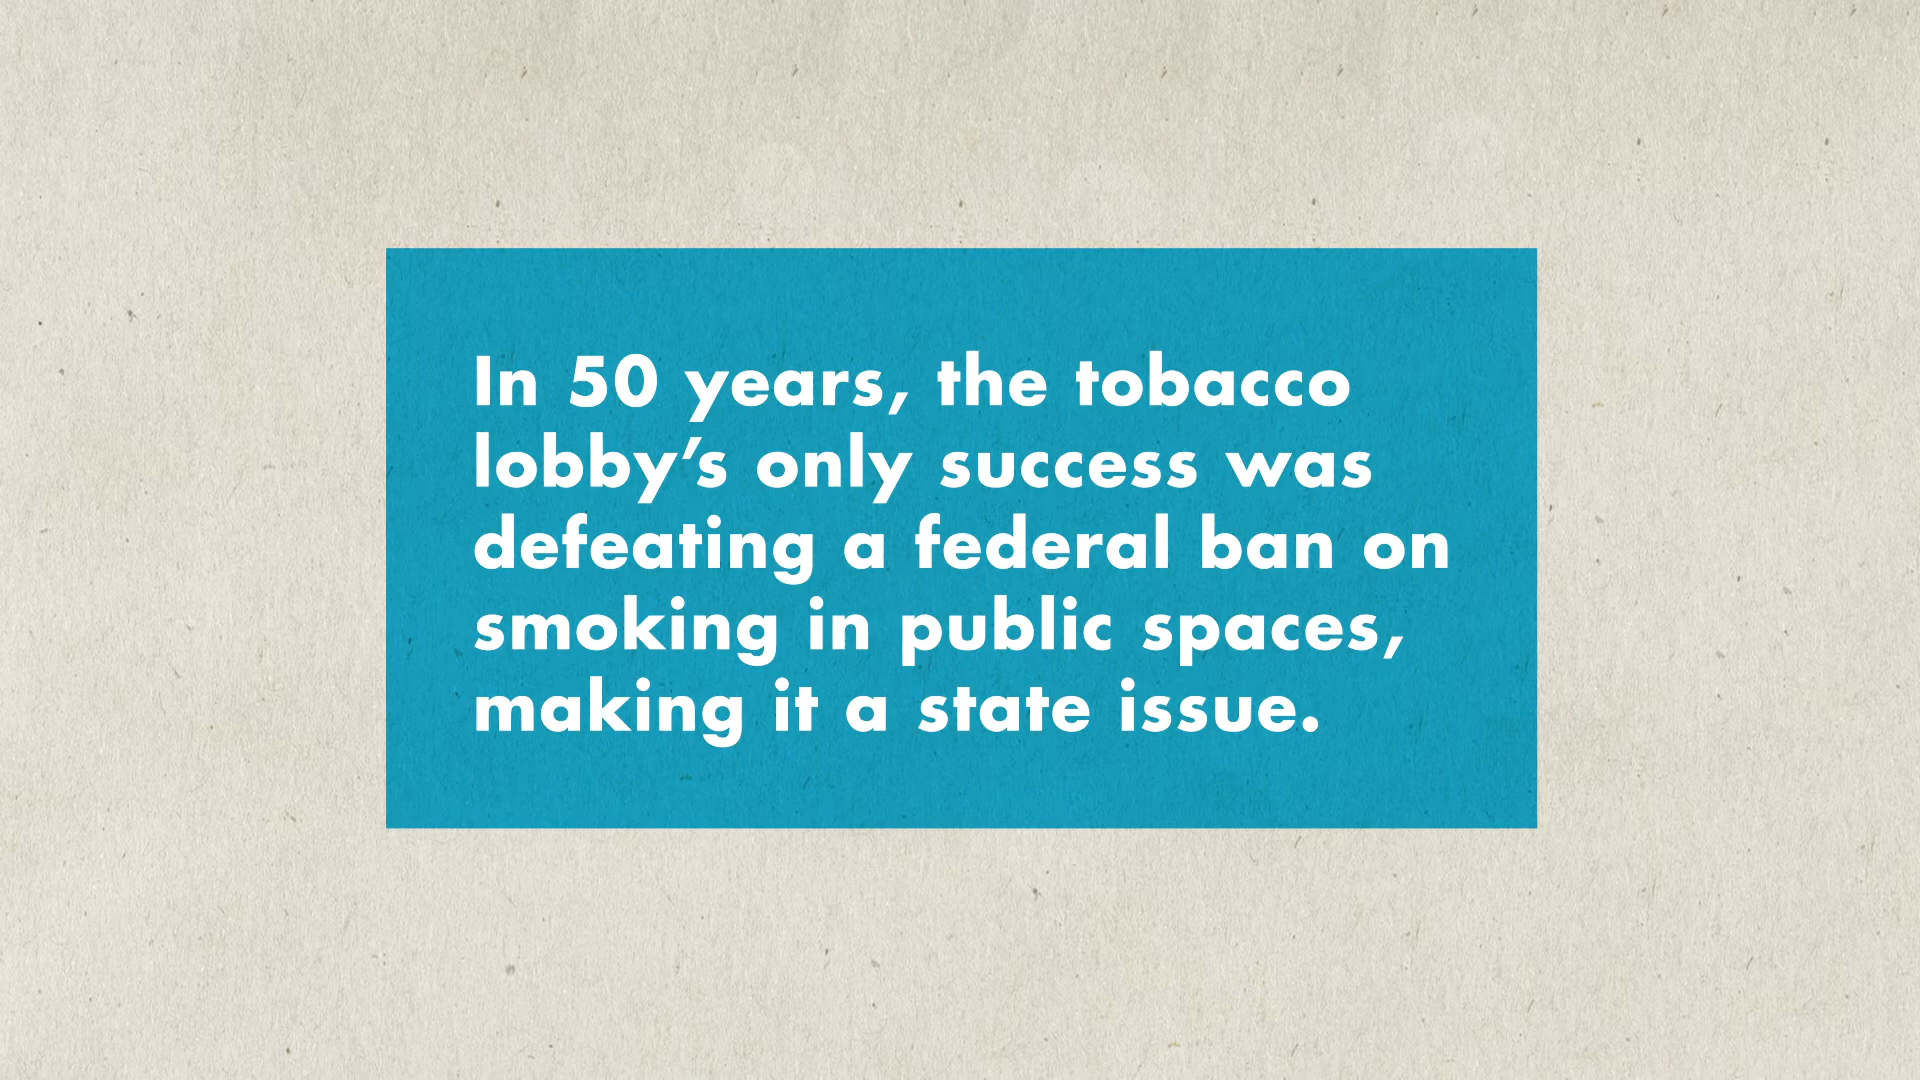 In 50 years, the tobacco
lobby’s only success was
defeating a federal ban on
smoking in public spaces,
making it a state issue.